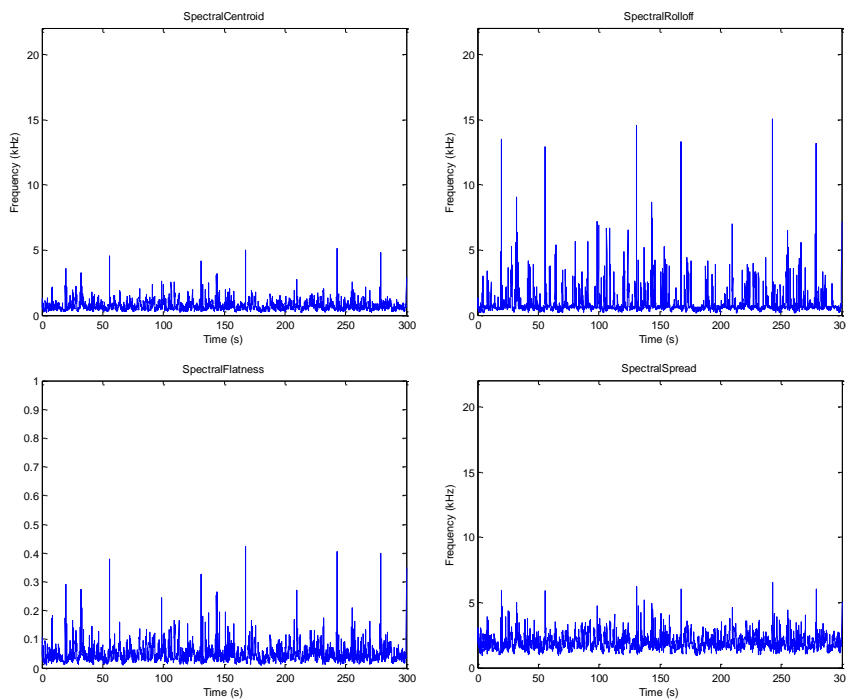 SpectralCentroid
20
15
10
5
0
Frequency (kHz)
0 50 100 150 200 250 300
Time (s)
SpectralRolloff
20
15
10
5
0
Frequency (kHz)
0 50 100 150 200 250 300
Time (s)
SpectralFlatness
1
0.9
0.8
0.7
0.6
0.5
0.4
0.3
0.2
0.1
0
0 50 100 150 200 250 300
Time (s)
SpectralSpread
20
15
10
5
0
Frequency (kHz)
0 50 100 150 200 250 300
Time (s)